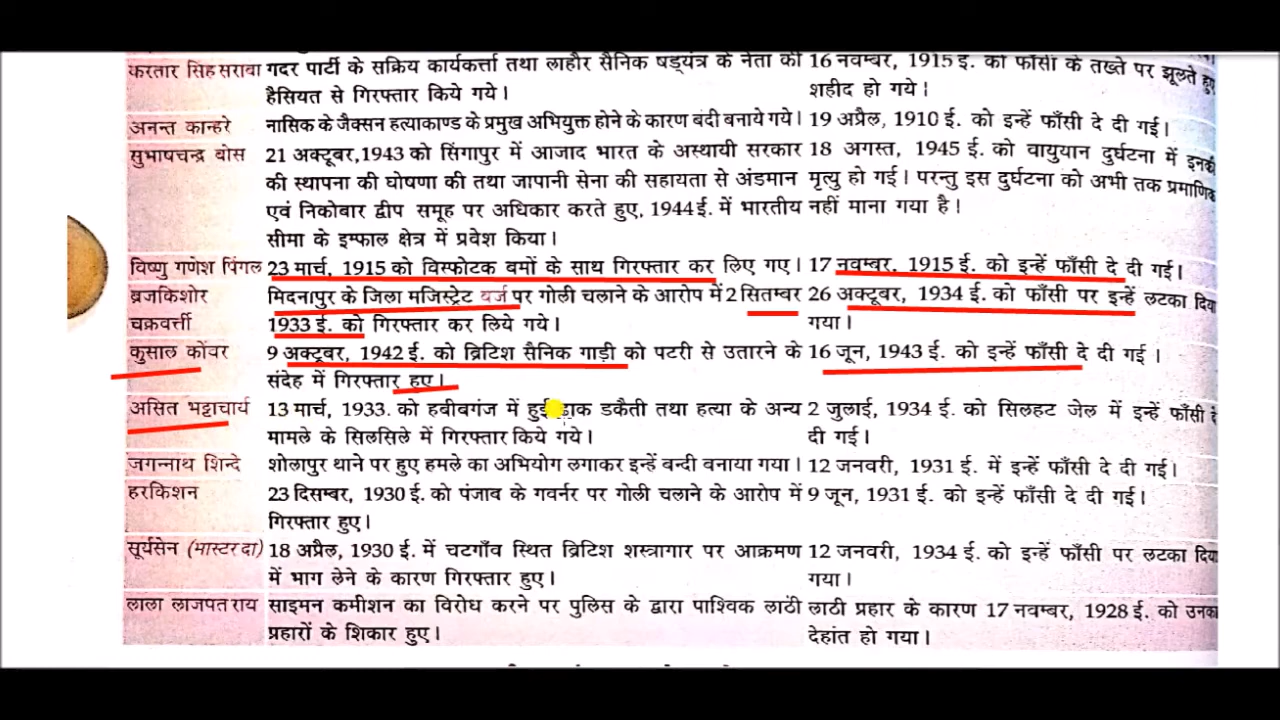 करतार सिंह सराबा गदर पार्टी के सक्रिय कार्यकर्त्ता तथा लाहौर सैनिक षड्यंत्र के नेता की 16 नवम्बर, 1915 ई. को फाँसी के तख्ते पर झूलते हुए
हैसियत से गिरफ्तार किये गये। शहीद हो गये।
अनन्त कान्हरे नासिक के जैक्सन हत्याकाण्ड के प्रमुख अभियुक्त होने के कारण बंदी बनाये गये। 19 अप्रैल, 1910 ई. को इन्हें फाँसी दे दी गई।
सुभाषचन्द्र बोस 21 अक्टूबर,1943 को सिंगापुर में आजाद भारत के अस्थायी सरकार 18 अगस्त, 1945 ई. को वायुयान दुर्घटना में इनकी
की स्थापना की घोषणा की तथा जापानी सेना की सहायता से अंडमान मृत्यु हो गई। परन्तु इस दुर्घटना को अभी तक प्रमाणिक
एवं निकोबार द्वीप समूह पर अधिकार करते हुए, 1944 ई. में भारतीय नहीं माना गया है।
सीमा के इम्फाल क्षेत्र में प्रवेश किया।
विष्णु गणेश पिंगल 23 मार्च, 1915 को विस्फोटक बमों के साथ गिरफ्तार कर लिए गए। 17 नवम्बर, 1915 ई. को इन्हें फाँसी दे दी गई।
ब्रजकिशोर मिदनापुर के जिला मजिस्ट्रेट बर्ज पर गोली चलाने के आरोप में 2 सितम्बर 26 अक्टूबर, 1934 ई. को फाँसी पर इन्हें लटका दिया
चक्रवर्त्ती 1933 ई. को गिरफ्तार कर लिये गये। गया।
कुसाल कोंवर 9 अक्टूबर, 1942 ई. को ब्रिटिश सैनिक गाड़ी को पटरी से उतारने के 16 जून, 1943 ई. को इन्हें फाँसी दे दी गई।
संदेह में गिरफ्तार हुए।
असित भट्टाचार्य 13 मार्च, 1933. को हबीबगंज में हुई डाक डकैती तथा हत्या के अन्य 2 जुलाई, 1934 ई. को सिलहट जेल में इन्हें फाँसी दे
मामले के सिलसिले में गिरफ्तार किये गये। दी गई।
जगन्नाथ शिन्दे शोलापुर थाने पर हुए हमले का अभियोग लगाकर इन्हें बन्दी बनाया गया। 12 जनवरी, 1931 ई. में इन्हें फाँसी दे दी गई।
हरकिशन 23 दिसम्बर, 1930 ई. को पंजाब के गवर्नर पर गोली चलाने के आरोप में 9 जून, 1931 ई. को इन्हें फाँसी दे दी गई।
गिरफ्तार हुए।
सूर्यसेन (मास्टर दा) 18 अप्रैल, 1930 ई. में चटगाँव स्थित ब्रिटिश शस्त्रागार पर आक्रमण 12 जनवरी, 1934 ई. को इन्हें फाँसी पर लटका दिया
में भाग लेने के कारण गिरफ्तार हुए। गया।
लाला लाजपत राय साइमन कमीशन का विरोध करने पर पुलिस के द्वारा पाश्विक लाठी लाठी प्रहार के कारण 17 नवम्बर, 1928 ई. को उनका
प्रहारों के शिकार हुए। देहांत हो गया।